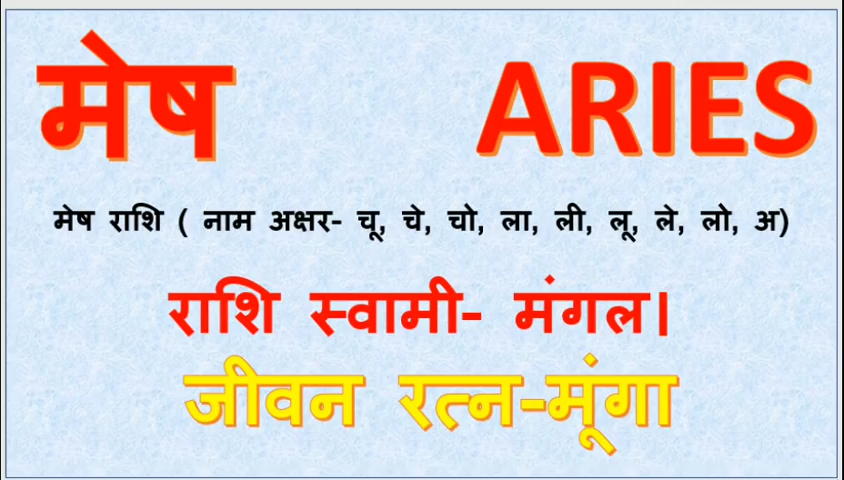 मेष ARIES
मेष राशि ( नाम अक्षर- चू, चे, चो, ला, ली, लू, ले, लो, अ)
राशि स्वामी- मंगल।
जीवन रत्न-मूंगा